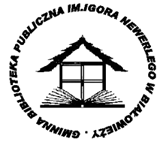 GMINNA BIBLIOTEKA PUBLICZNA IM.IGORA NEWERLEGO W BIAŁOWIEŻY ·